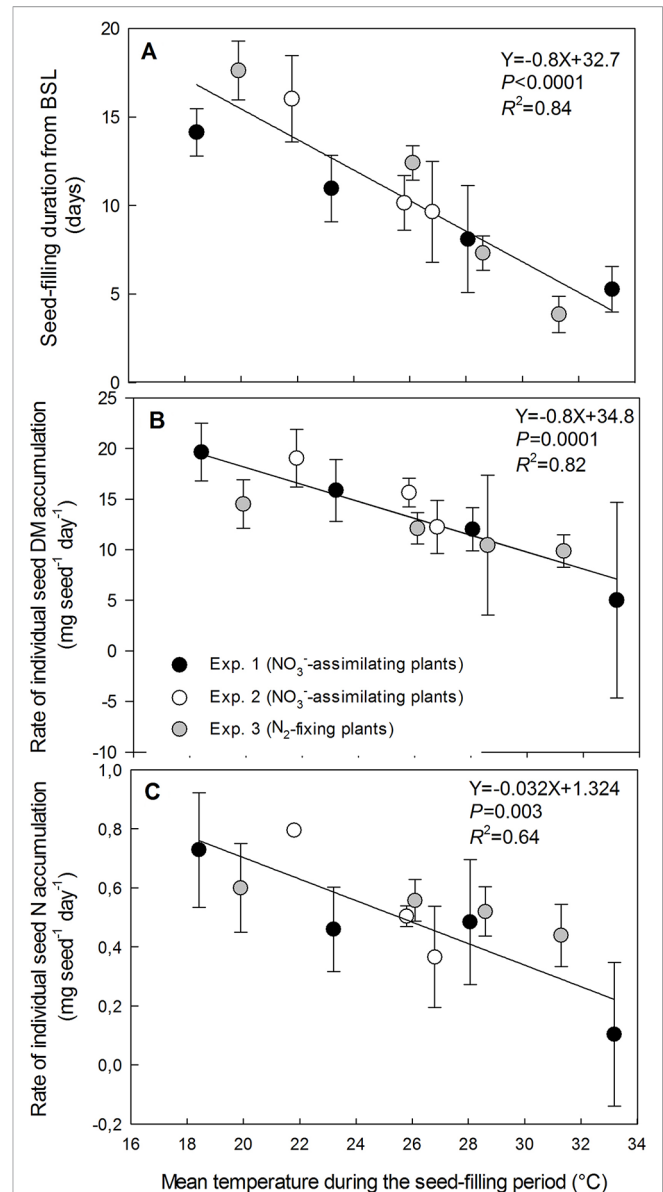 A
Y=-0.8X+32.7
P<0.0001
R²=0.84
Seed-filling duration from BSL
(days)
20
15
10
5
0
B
Y=-0.8X+34.8
P=0.0001
R²=0.82
Rate of individual seed DM accumulation
(mg seed⁻¹ day⁻¹)
25
20
15
10
5
0
-5
-10
Exp. 1 (NO₃⁻-assimilating plants)
Exp. 2 (NO₃⁻-assimilating plants)
Exp. 3 (N₂-fixing plants)
C
Y=-0.032X+1.324
P=0.003
R²=0.64
Rate of individual seed N accumulation
(mg seed⁻¹ day⁻¹)
1,0
0,8
0,6
0,4
0,2
0,0
-0,2
16 18 20 22 24 26 28 30 32 34
Mean temperature during the seed-filling period (°C)